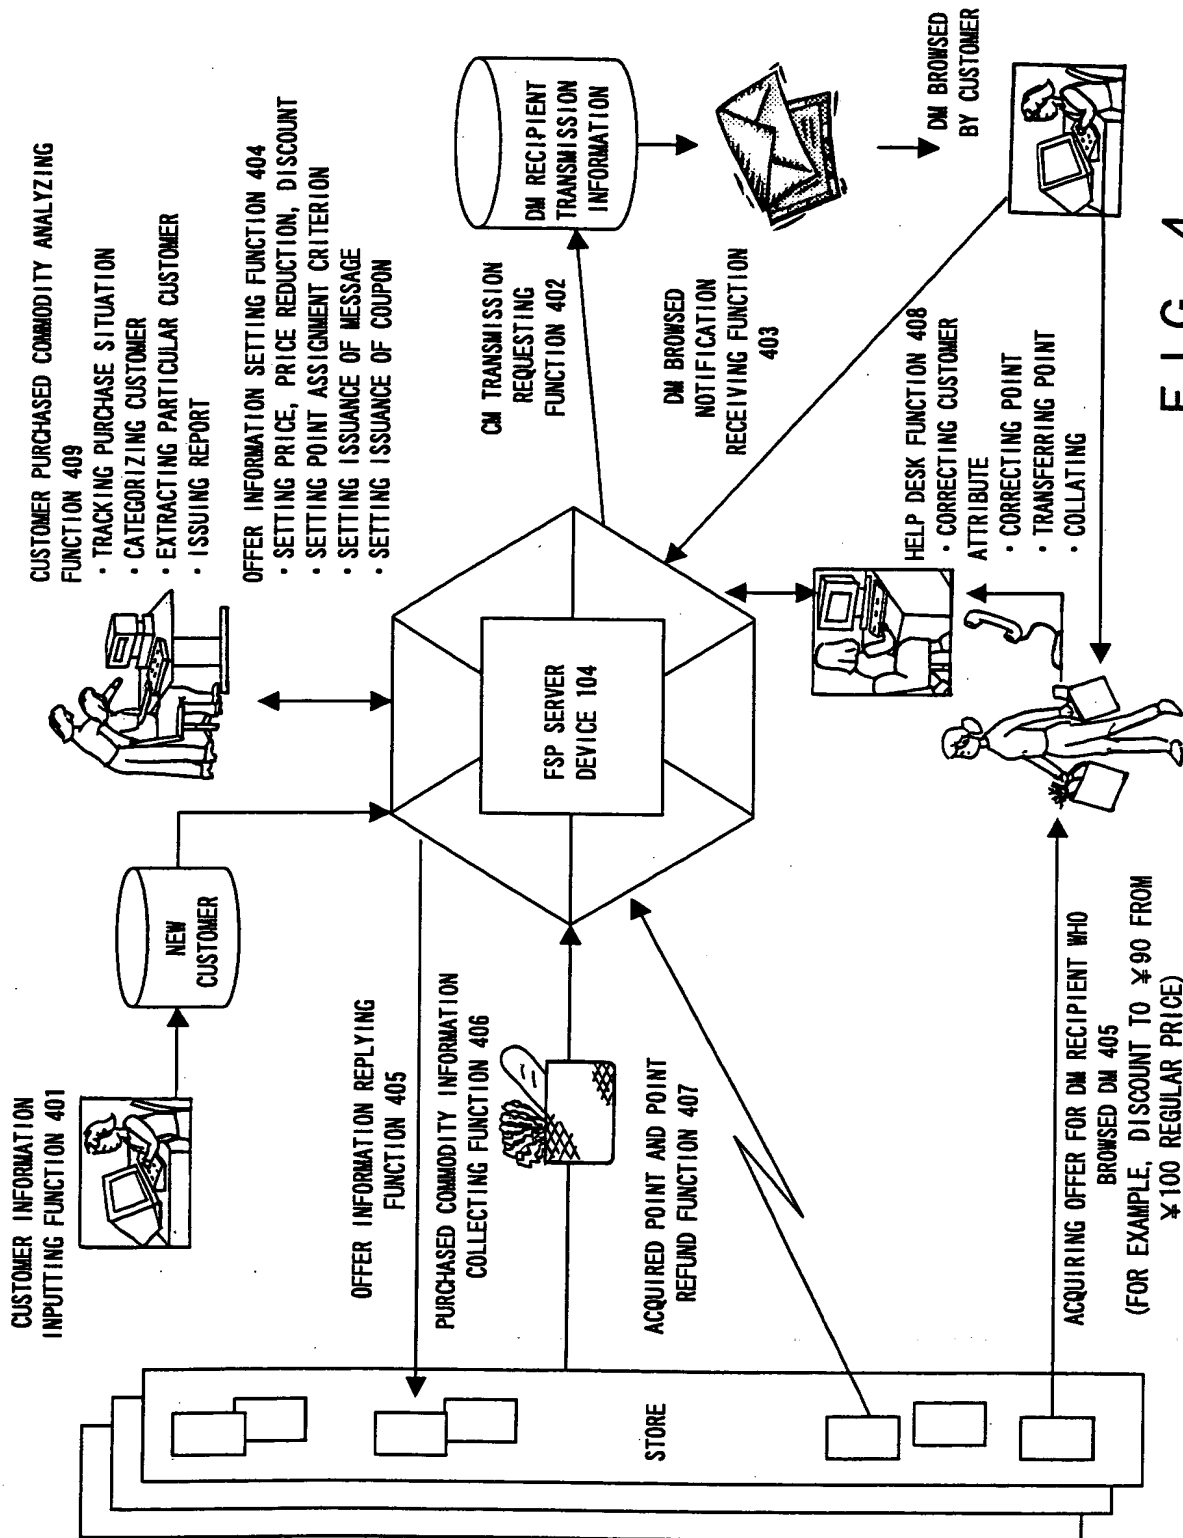 CUSTOMER INFORMATION
INPUTTING FUNCTION 401
NEW
CUSTOMER
CUSTOMER PURCHASED COMMODITY ANALYZING
FUNCTION 409
· TRACKING PURCHASE SITUATION
· CATEGORIZING CUSTOMER
· EXTRACTING PARTICULAR CUSTOMER
· ISSUING REPORT
OFFER INFORMATION SETTING FUNCTION 404
· SETTING PRICE, PRICE REDUCTION, DISCOUNT
· SETTING POINT ASSIGNMENT CRITERION
· SETTING ISSUANCE OF MESSAGE
· SETTING ISSUANCE OF COUPON
OFFER INFORMATION REPLYING
FUNCTION 405
PURCHASED COMMODITY INFORMATION
COLLECTING FUNCTION 406
FSP SERVER
DEVICE 104
CM TRANSMISSION
REQUESTING
FUNCTION 402
DM RECIPIENT
TRANSMISSION
INFORMATION
STORE
ACQUIRED POINT AND POINT
REFUND FUNCTION 407
DM BROWSED
NOTIFICATION
RECEIVING FUNCTION
403
DM BROWSED
BY CUSTOMER
HELP DESK FUNCTION 408
· CORRECTING CUSTOMER
ATTRIBUTE
· CORRECTING POINT
· TRANSFERRING POINT
· COLLATING
ACQUIRING OFFER FOR DM RECIPIENT WHO
BROWSED DM 405
(FOR EXAMPLE, DISCOUNT TO ¥90 FROM
¥100 REGULAR PRICE)
FIG. 4